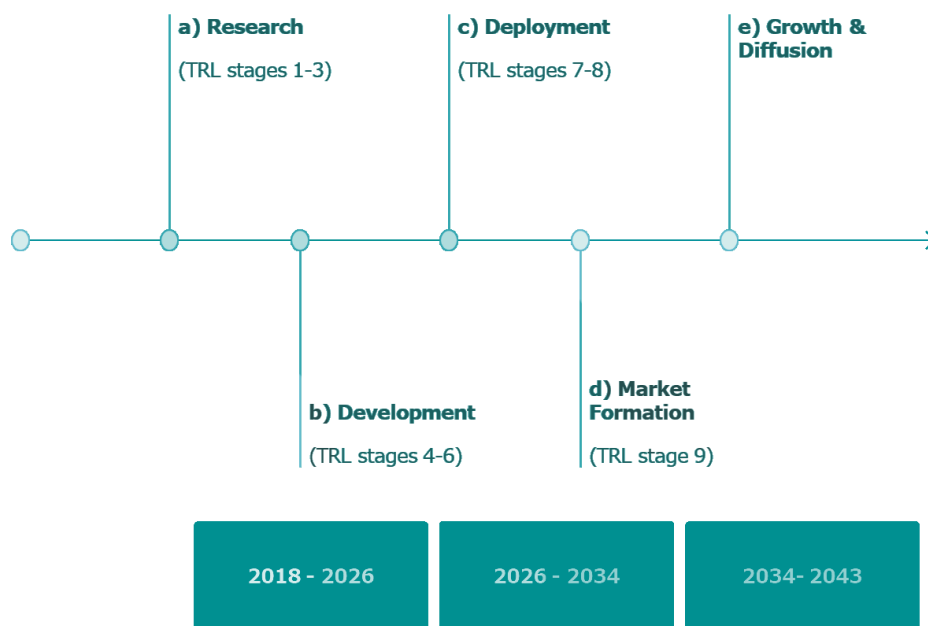 a) Research
(TRL stages 1-3)
c) Deployment
(TRL stages 7-8)
e) Growth &
Diffusion
b) Development
(TRL stages 4-6)
d) Market
Formation
(TRL stage 9)
2018 - 2026
2026 - 2034
2034- 2043